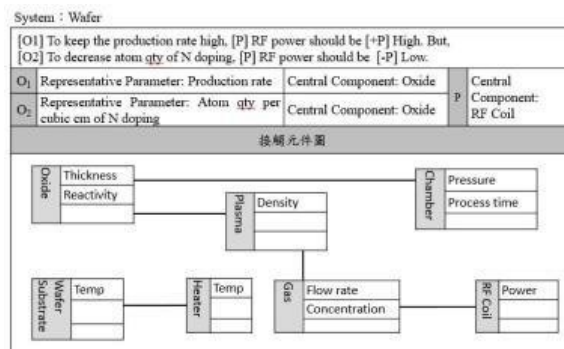 System：Wafer
[O1] To keep the production rate high, [P] RF power should be [+P] High. But,
[O2] To decrease atom qty of N doping, [P] RF power should be [-P] Low.
O1 Representative Parameter: Production rate Central Component: Oxide
O2 Representative Parameter: Atom qty per cubic cm of N doping Central Component: Oxide
P Central Component: RF Coil
接觸元件圖
Oxide
Thickness
Reactivity
Plasma
Density
Chamber
Pressure
Process time
Wafer Substrate
Temp
Heater
Temp
Gas
Flow rate
Concentration
RF Coil
Power